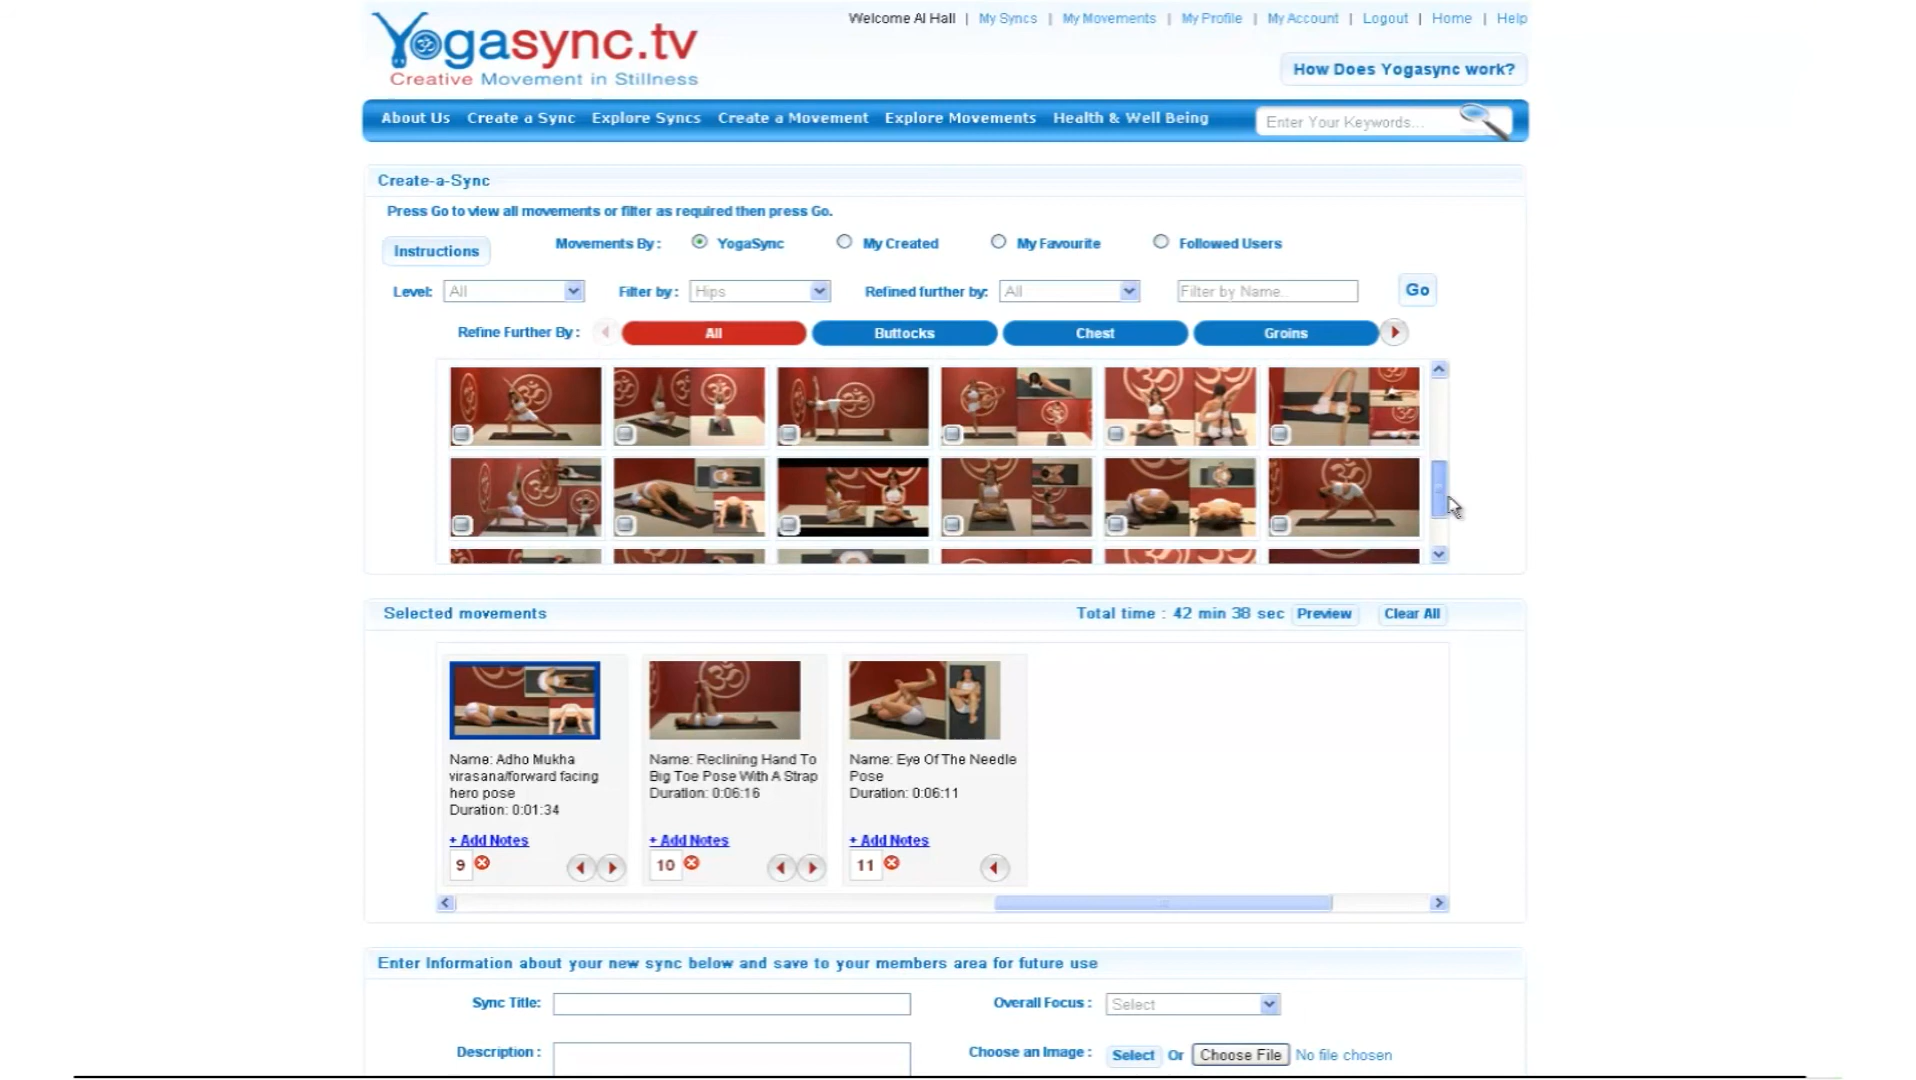 Yogasync.tv
Creative Movement in Stillness
Welcome Al Hall | My Syncs | My Movements | My Profile | My Account | Logout | Home | Help
How Does Yogasync work?
About Us Create a Sync Explore Syncs Create a Movement Explore Movements Health & Well Being Enter Your Keywords...
Create-a-Sync
Press Go to view all movements or filter as required then press Go.
Instructions Movements By : YogaSync My Created My Favourite Followed Users
Level: All Filter by : Hips Refined further by: All Filter by Name.. Go
Refine Further By : All Buttocks Chest Groins
Selected movements Total time : 42 min 38 sec Preview Clear All
Name: Adho Mukha
virasana/forward facing
hero pose
Duration: 0:01:34
+ Add Notes
9
Name: Reclining Hand To
Big Toe Pose With A Strap
Duration: 0:06:16
+ Add Notes
10
Name: Eye Of The Needle
Pose
Duration: 0:06:11
+ Add Notes
11
Enter Information about your new sync below and save to your members area for future use
Sync Title: Overall Focus : Select
Description : Choose an Image : Select Or Choose File No file chosen